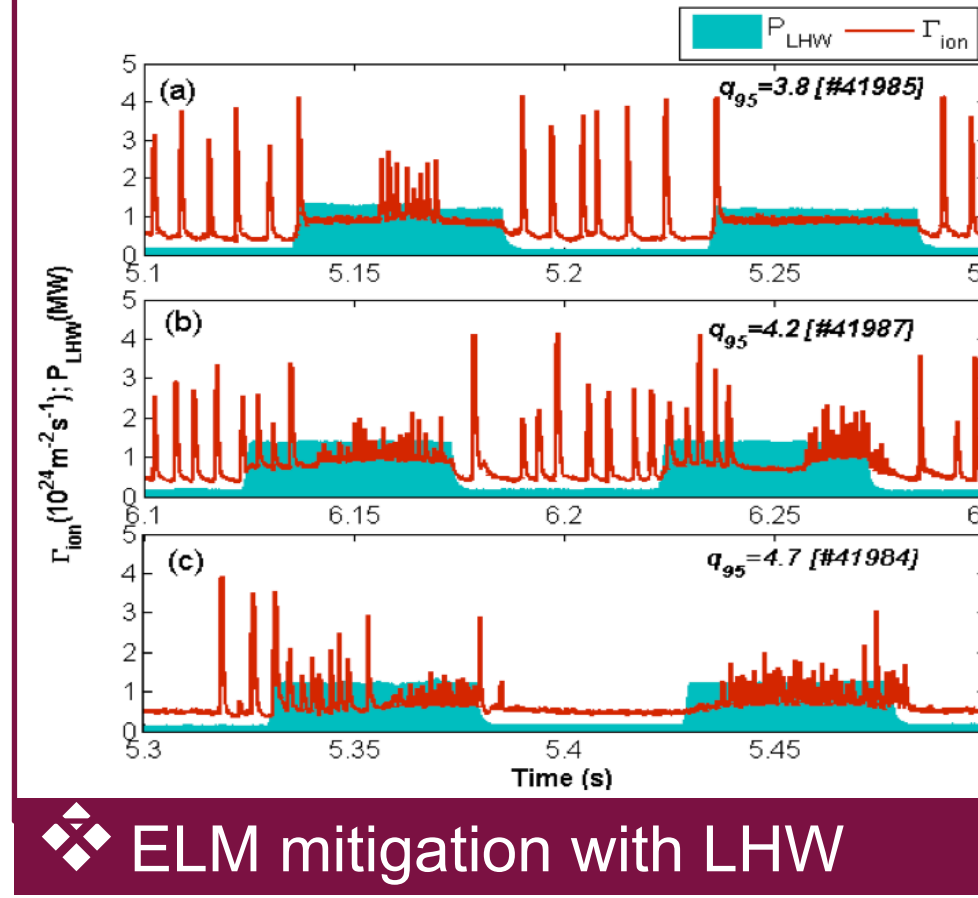 P_LHW Γ_ion
(a) q_95=3.8 [#41985]
5
4
3
2
1
0
5.1 5.15 5.2 5.25 5
(b) q_95=4.2 [#41987]
5
4
3
2
1
0
6.1 6.15 6.2 6.25 6
(c) q_95=4.7 [#41984]
5
4
3
2
1
0
5.3 5.35 5.4 5.45
Γ_ion(10^24 m^-2 s^-1); P_LHW(MW)
Time (s)
ELM mitigation with LHW